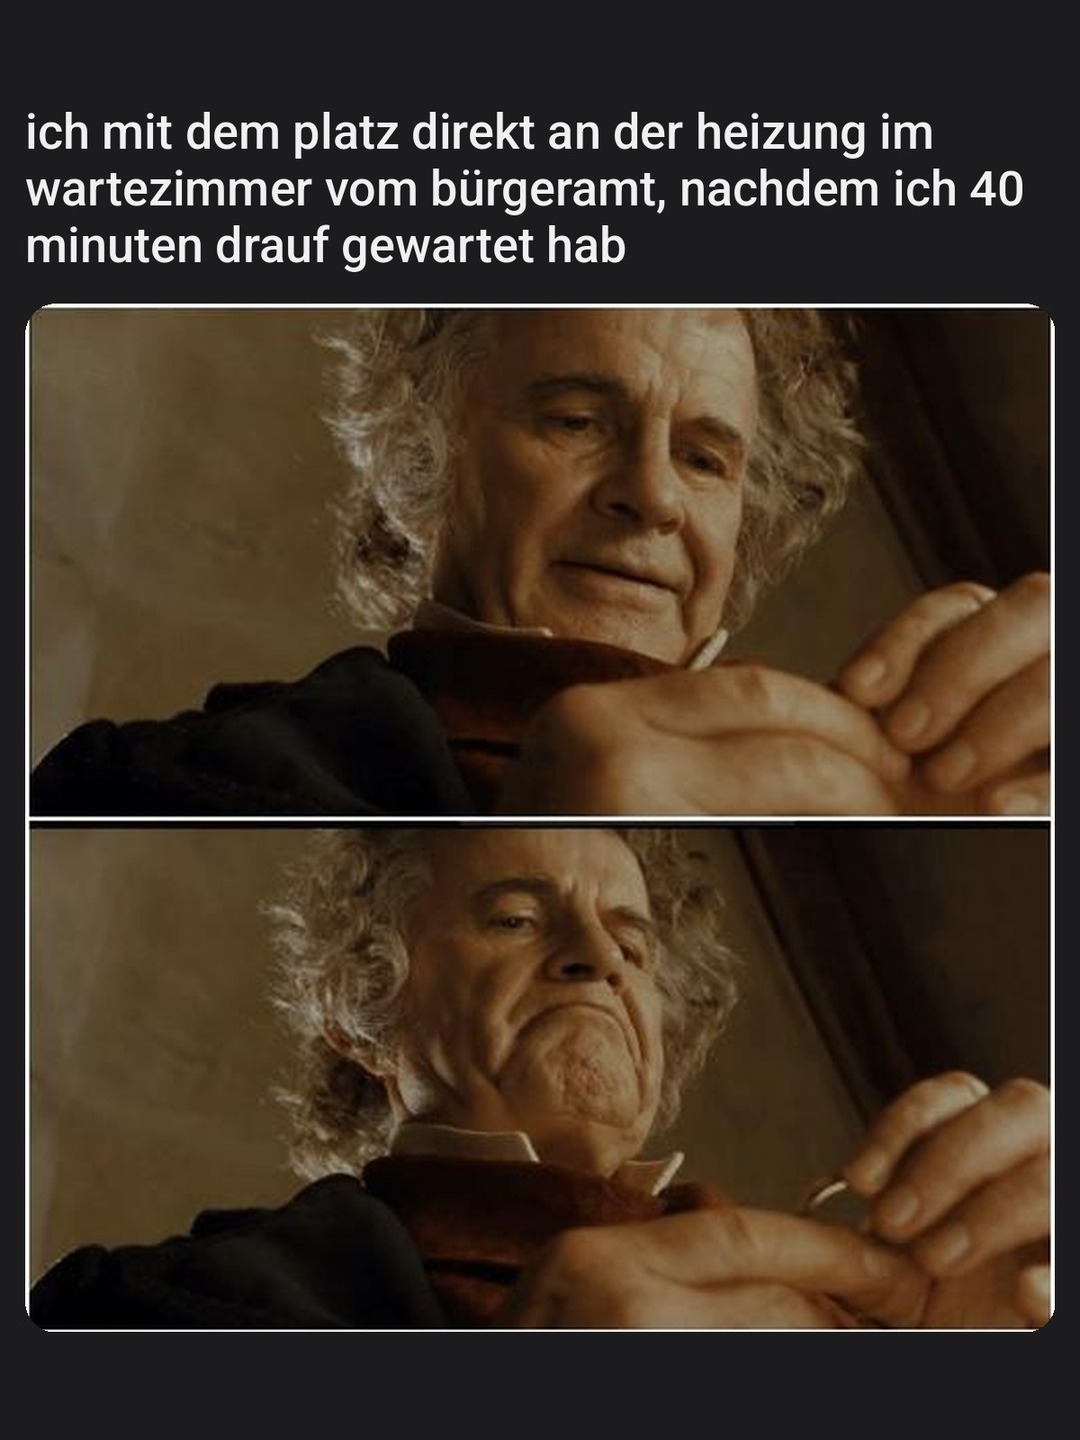 ich mit dem platz direkt an der heizung im
wartezimmer vom bürgeramt, nachdem ich 40
minuten drauf gewartet hab